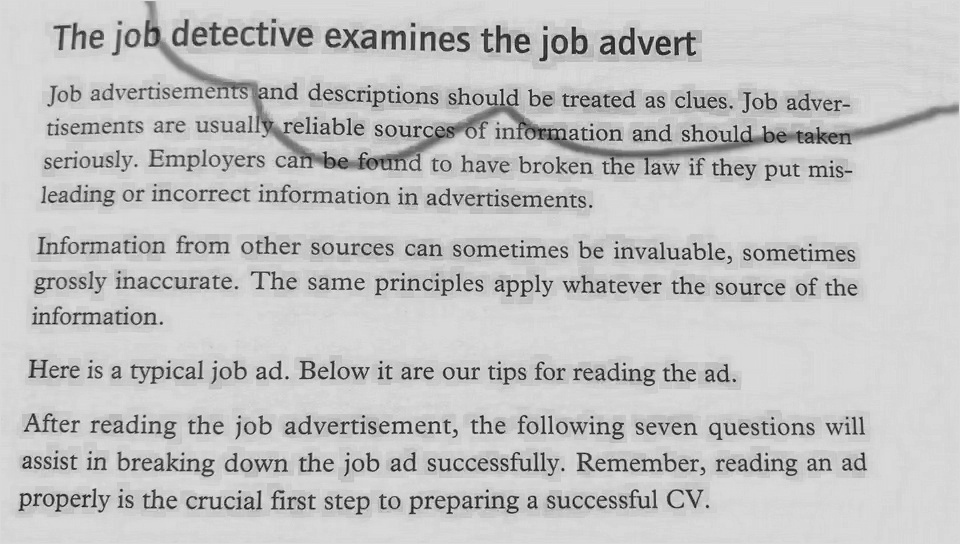 The job detective examines the job advert
Job advertisements and descriptions should be treated as clues. Job adver-
tisements are usually reliable sources of information and should be taken
seriously. Employers can be found to have broken the law if they put mis-
leading or incorrect information in advertisements.
Information from other sources can sometimes be invaluable, sometimes
grossly inaccurate. The same principles apply whatever the source of the
information.
Here is a typical job ad. Below it are our tips for reading the ad.
After reading the job advertisement, the following seven questions will
assist in breaking down the job ad successfully. Remember, reading an ad
properly is the crucial first step to preparing a successful CV.